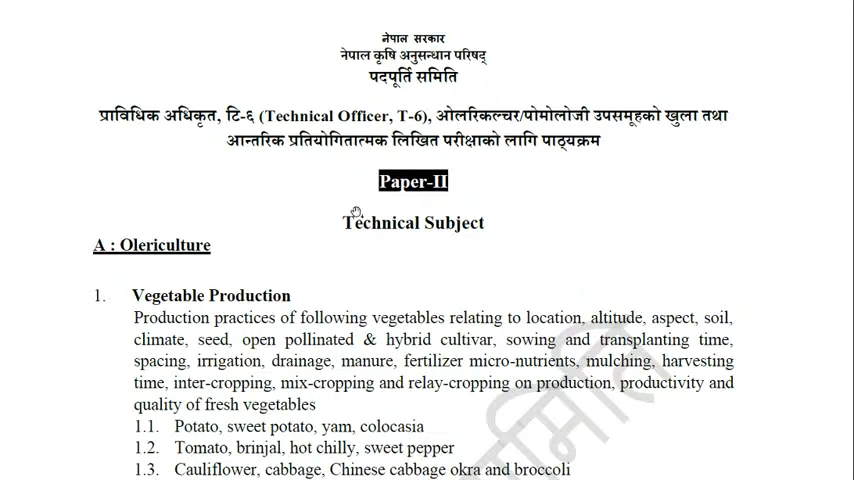 नेपाल सरकार
नेपाल कृषि अनुसन्धान परिषद्
पदपूर्ति समिति
प्राविधिक अधिकृत, टि-६ (Technical Officer, T-6), ओलरिकल्चर/पोमोलोजी उपसमूहको खुला तथा
आन्तरिक प्रतियोगितात्मक लिखित परीक्षाको लागि पाठ्यक्रम
Paper-II
Technical Subject
A : Olericulture
1. Vegetable Production
Production practices of following vegetables relating to location, altitude, aspect, soil,
climate, seed, open pollinated & hybrid cultivar, sowing and transplanting time,
spacing, irrigation, drainage, manure, fertilizer micro-nutrients, mulching, harvesting
time, inter-cropping, mix-cropping and relay-cropping on production, productivity and
quality of fresh vegetables
1.1. Potato, sweet potato, yam, colocasia
1.2. Tomato, brinjal, hot chilly, sweet pepper
1.3. Cauliflower, cabbage, Chinese cabbage okra and broccoli